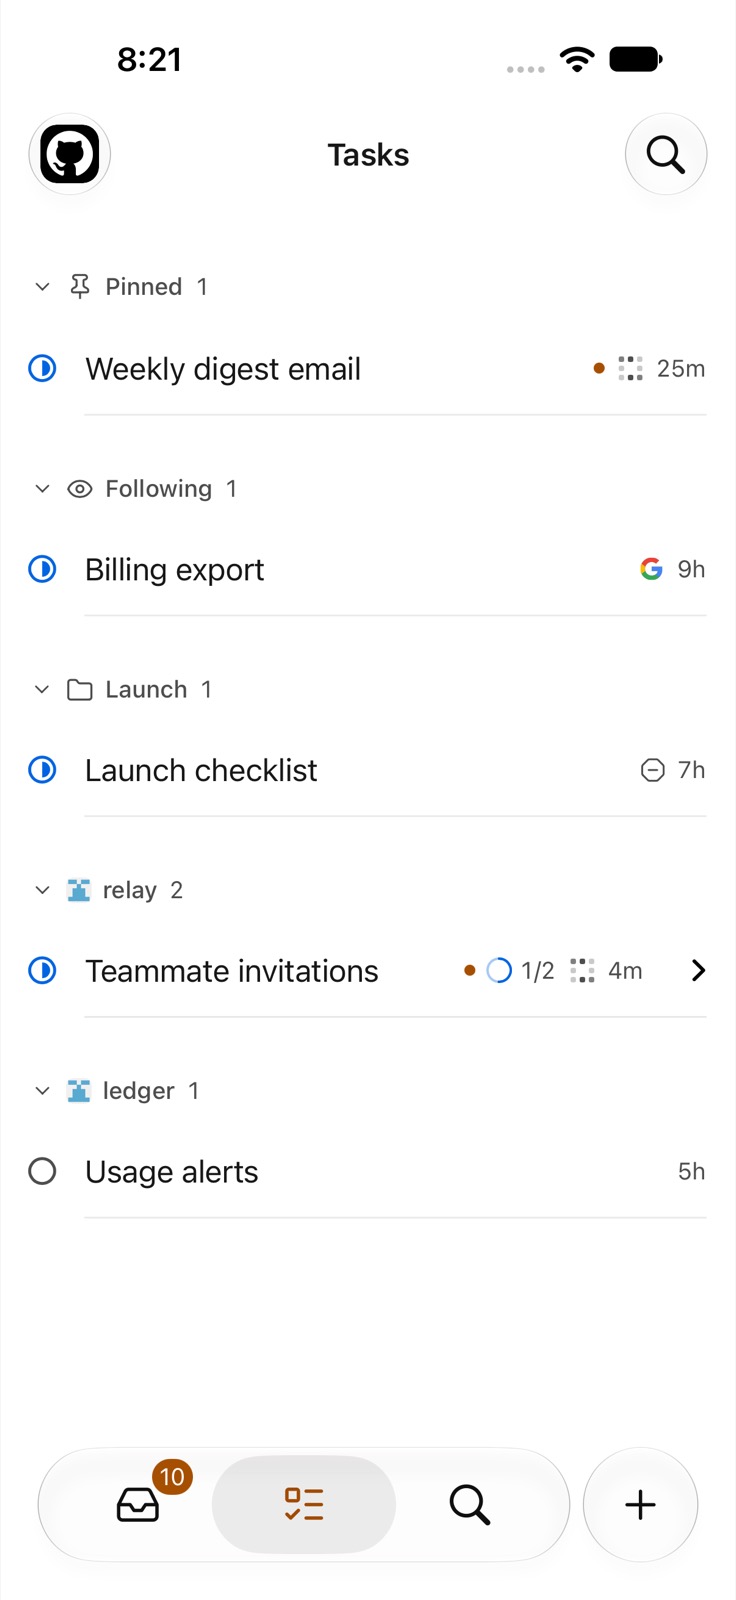 8:21
Tasks
Pinned 1
Weekly digest email 25m
Following 1
Billing export 9h
Launch 1
Launch checklist 7h
relay 2
Teammate invitations 1/2 4m
ledger 1
Usage alerts 5h
10